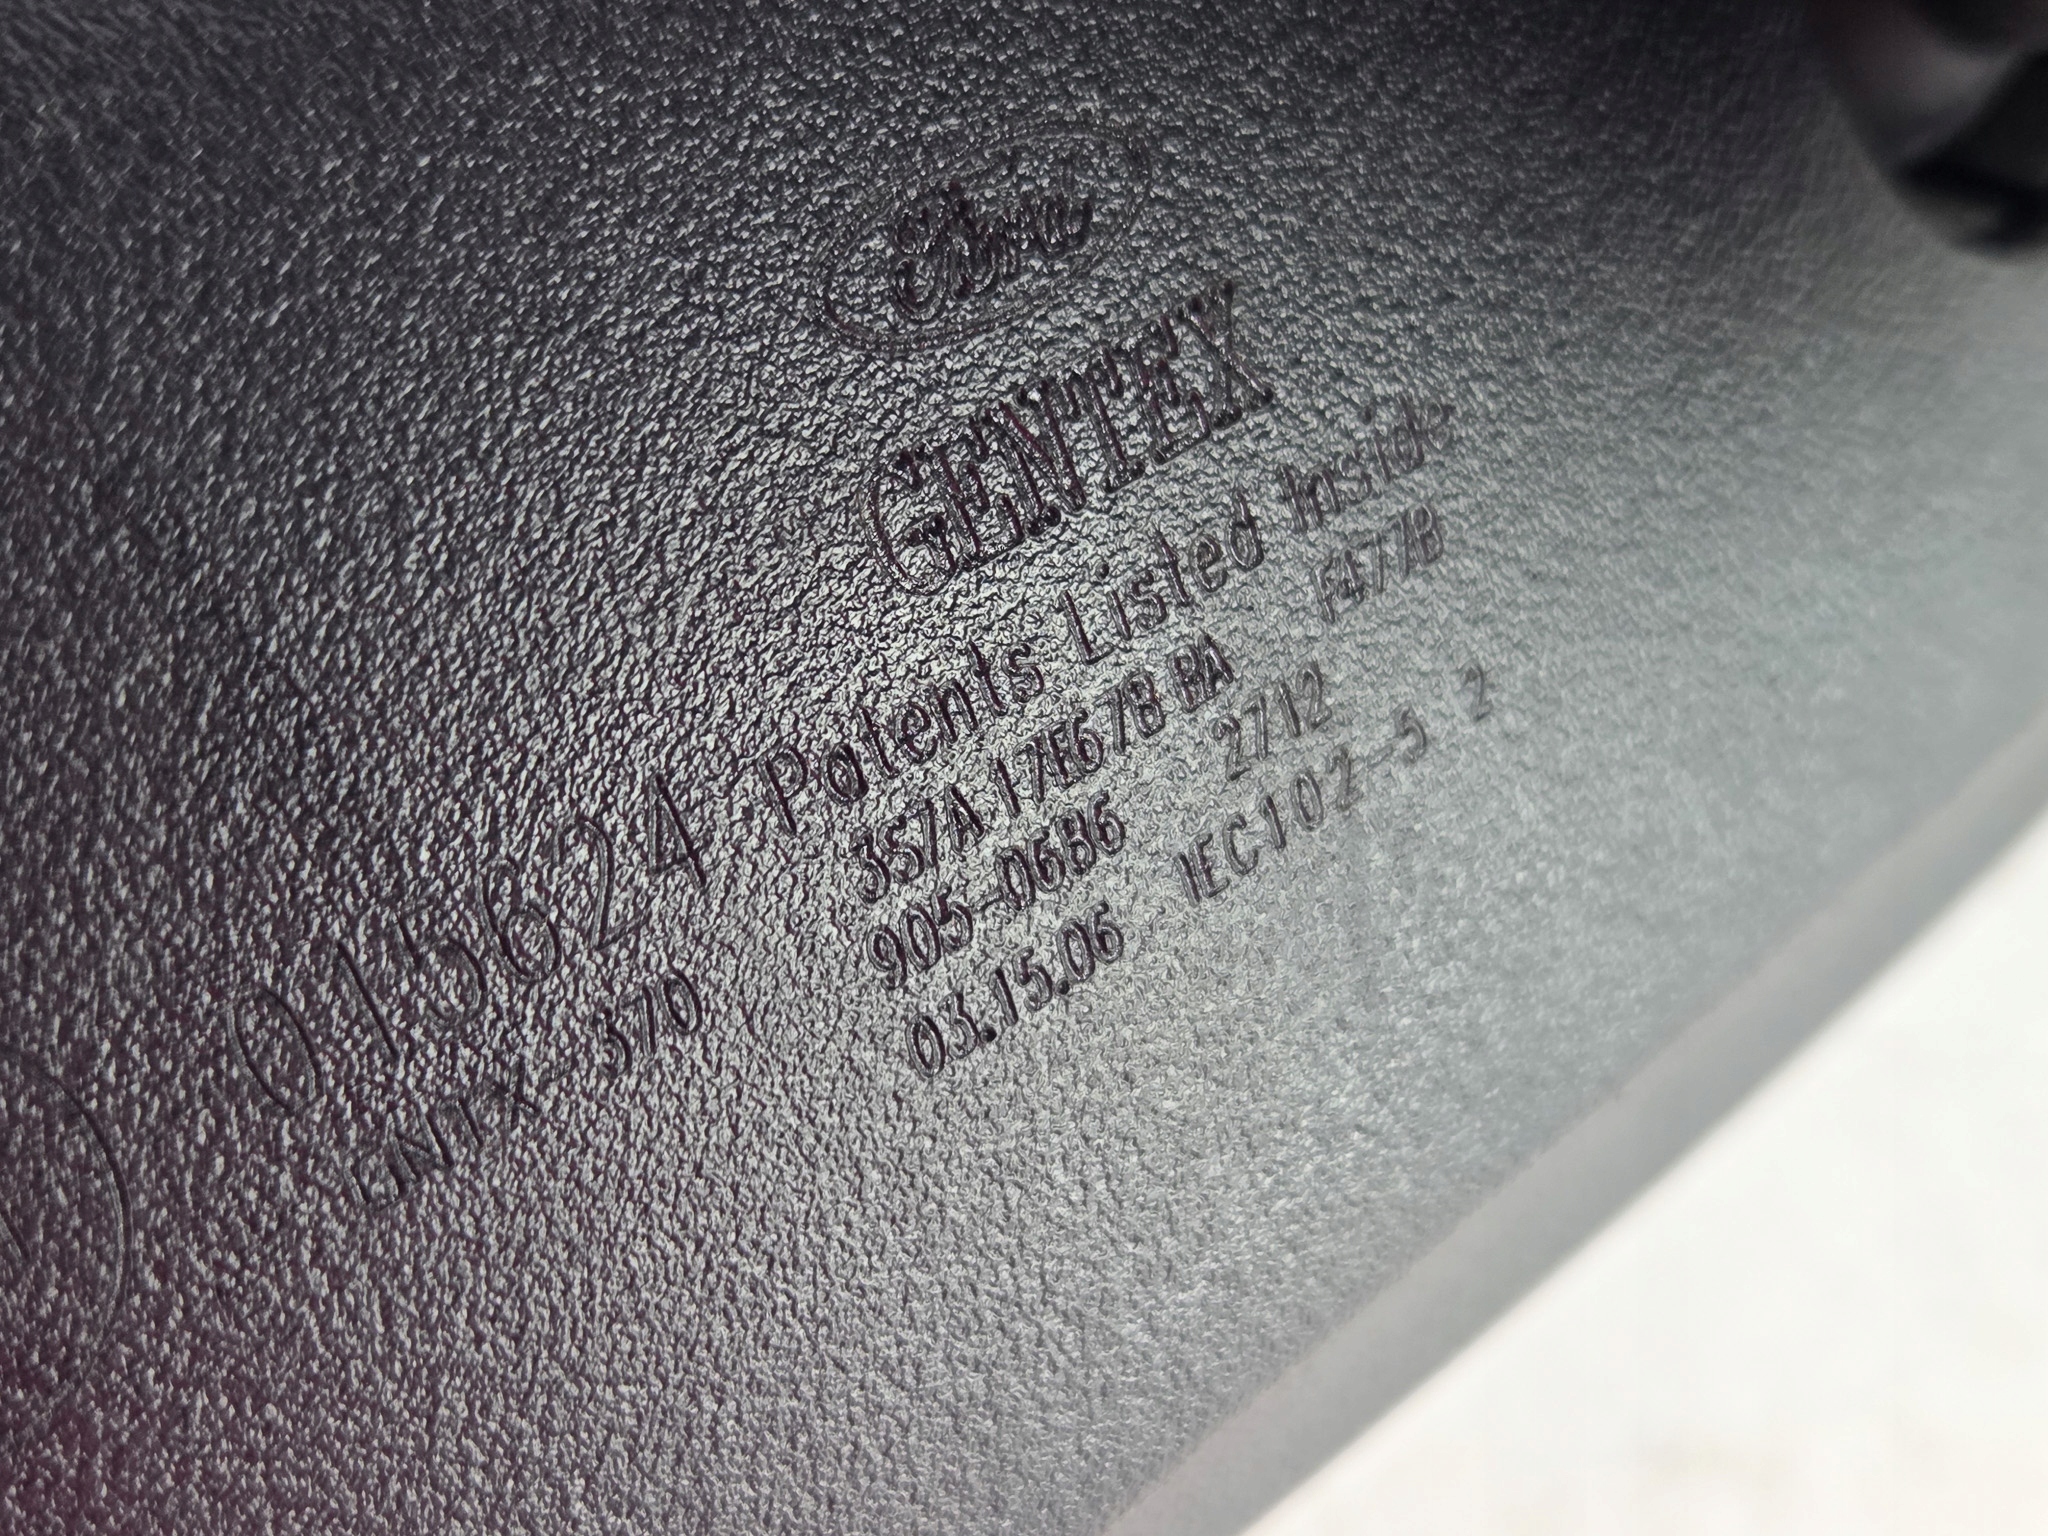 Ford
GENTEX
015624 Patents Listed Inside
GNTX-370 3S7A 17E678 BA F477B
905-0686 2712
03.15.06 IEC102-5 2